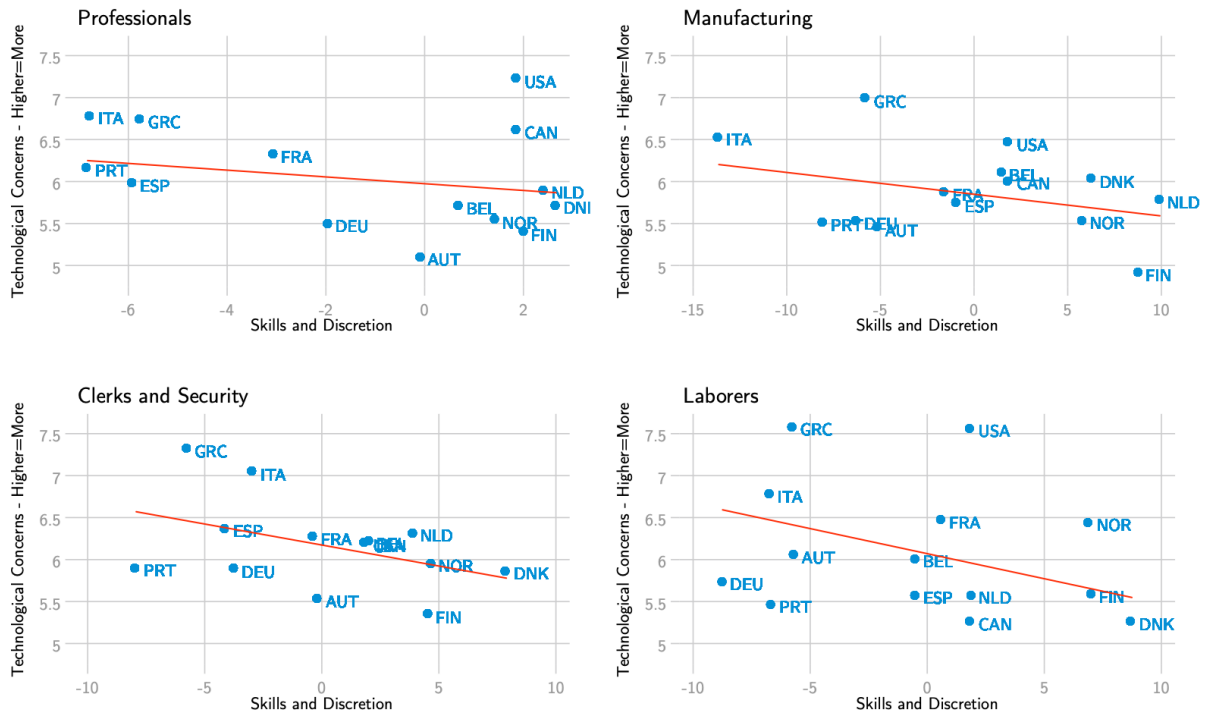 Professionals
Technological Concerns - Higher=More
7.5
7
6.5
6
5.5
5
USA
ITA
GRC
CAN
FRA
PRT
ESP
NLD
BEL
DNI
DEU
NOR
FIN
AUT
-6
-4
-2
0
2
Skills and Discretion
Manufacturing
Technological Concerns - Higher=More
7.5
7
6.5
6
5.5
5
GRC
ITA
USA
BEL
CAN
DNK
FRA
ESP
NLD
PRT
DEU
AUT
NOR
FIN
-15
-10
-5
0
5
10
Skills and Discretion
Clerks and Security
Technological Concerns - Higher=More
7.5
7
6.5
6
5.5
5
GRC
ITA
ESP
FRA
NLD
PRT
DEU
NOR
DNK
AUT
FIN
-10
-5
0
5
10
Skills and Discretion
Laborers
Technological Concerns - Higher=More
7.5
7
6.5
6
5.5
5
GRC
USA
ITA
FRA
NOR
AUT
BEL
DEU
ESP
NLD
FIN
PRT
CAN
DNK
-10
-5
0
5
10
Skills and Discretion